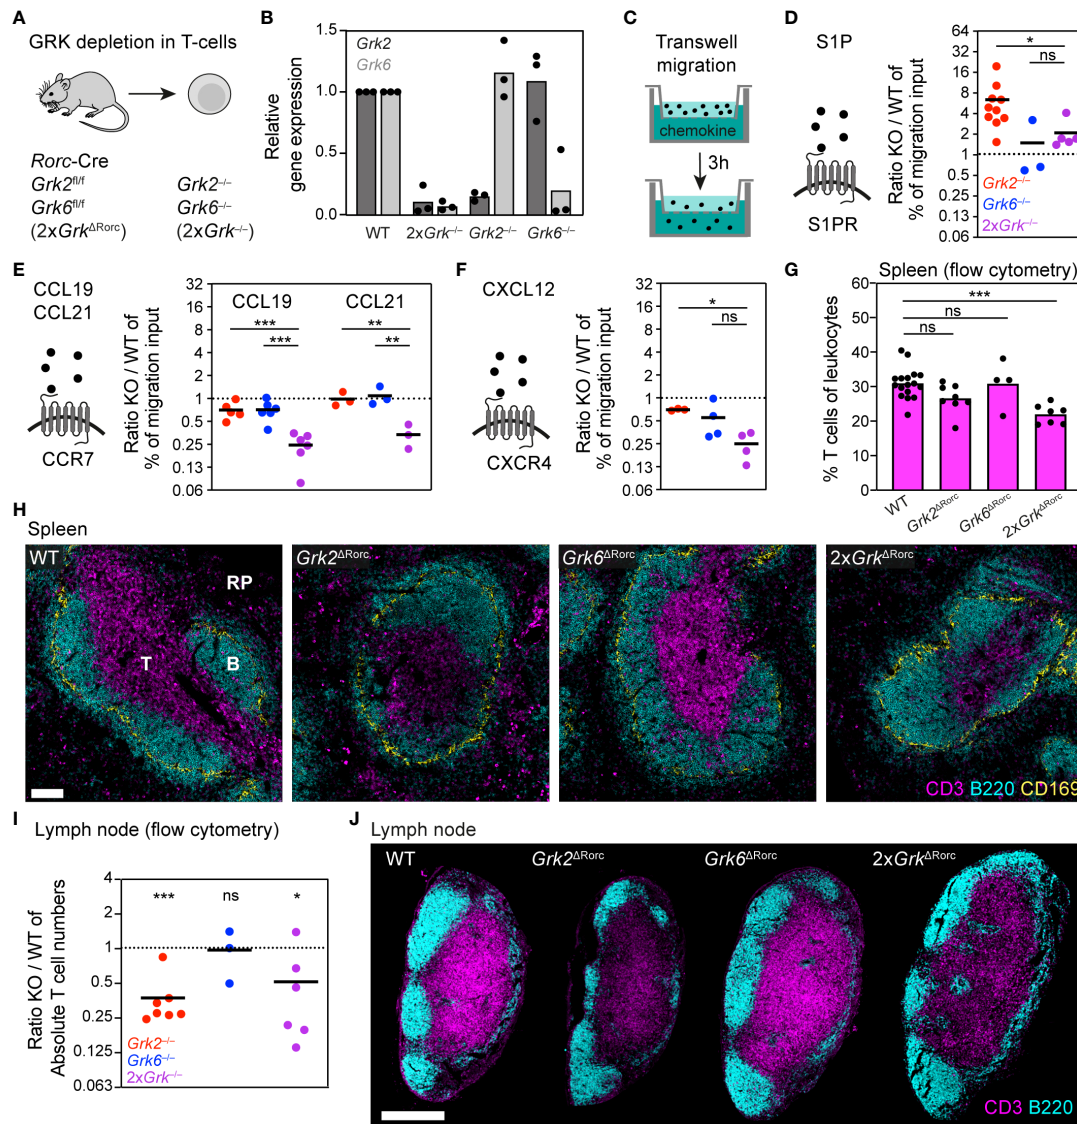 A
GRK depletion in T-cells
Rorc-Cre
Grk2fl/f
Grk6fl/f
(2xGrkΔRorc)
Grk2–/–
Grk6–/–
(2xGrk–/–)
B
Relative
gene expression
1.5
1.0
0.5
0.0
Grk2
Grk6
WT
2xGrk–/–
Grk2–/–
Grk6–/–
C
Transwell
migration
chemokine
3h
D
S1P
S1PR
Ratio KO / WT of
% of migration input
64
32
16
8
4
2
1
0.5
0.25
0.13
0.06
*
ns
Grk2–/–
Grk6–/–
2xGrk–/–
E
CCL19
CCL21
CCR7
Ratio KO / WT of
% of migration input
32
16
8
4
2
1
0.5
0.25
0.13
0.06
CCL19
CCL21
***
***
**
**
F
CXCL12
CXCR4
Ratio KO / WT of
% of migration input
32
16
8
4
2
1
0.5
0.25
0.13
0.06
*
ns
G
Spleen (flow cytometry)
% T cells of leukocytes
60
50
40
30
20
10
0
***
ns
ns
WT
Grk2ΔRorc
Grk6ΔRorc
2xGrkΔRorc
H
Spleen
WT
RP
T
B
Grk2ΔRorc
Grk6ΔRorc
2xGrkΔRorc
CD3 B220 CD169
I
Lymph node (flow cytometry)
Ratio KO / WT of
Absolute T cell numbers
4
2
1
0.5
0.25
0.125
0.063
***
ns
*
Grk2–/–
Grk6–/–
2xGrk–/–
J
Lymph node
WT
Grk2ΔRorc
Grk6ΔRorc
2xGrkΔRorc
CD3 B220